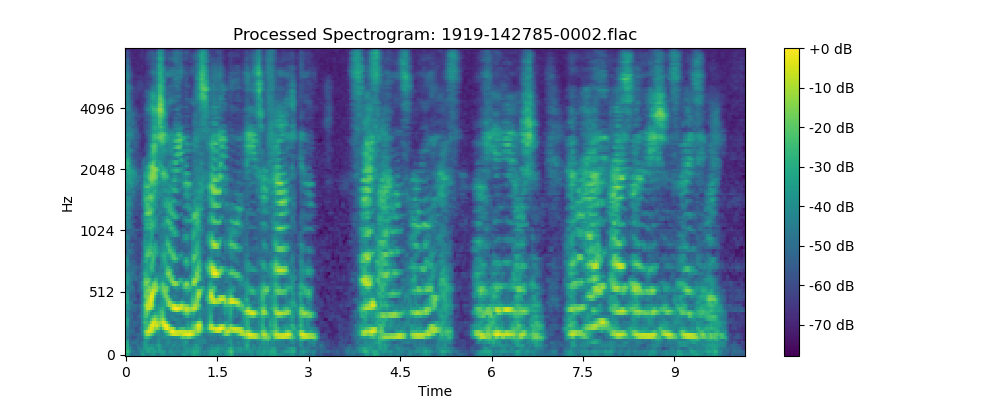 Processed Spectrogram: 1919-142785-0002.flac
Hz
4096
2048
1024
512
0
0 1.5 3 4.5 6 7.5 9
Time
+0 dB
-10 dB
-20 dB
-30 dB
-40 dB
-50 dB
-60 dB
-70 dB